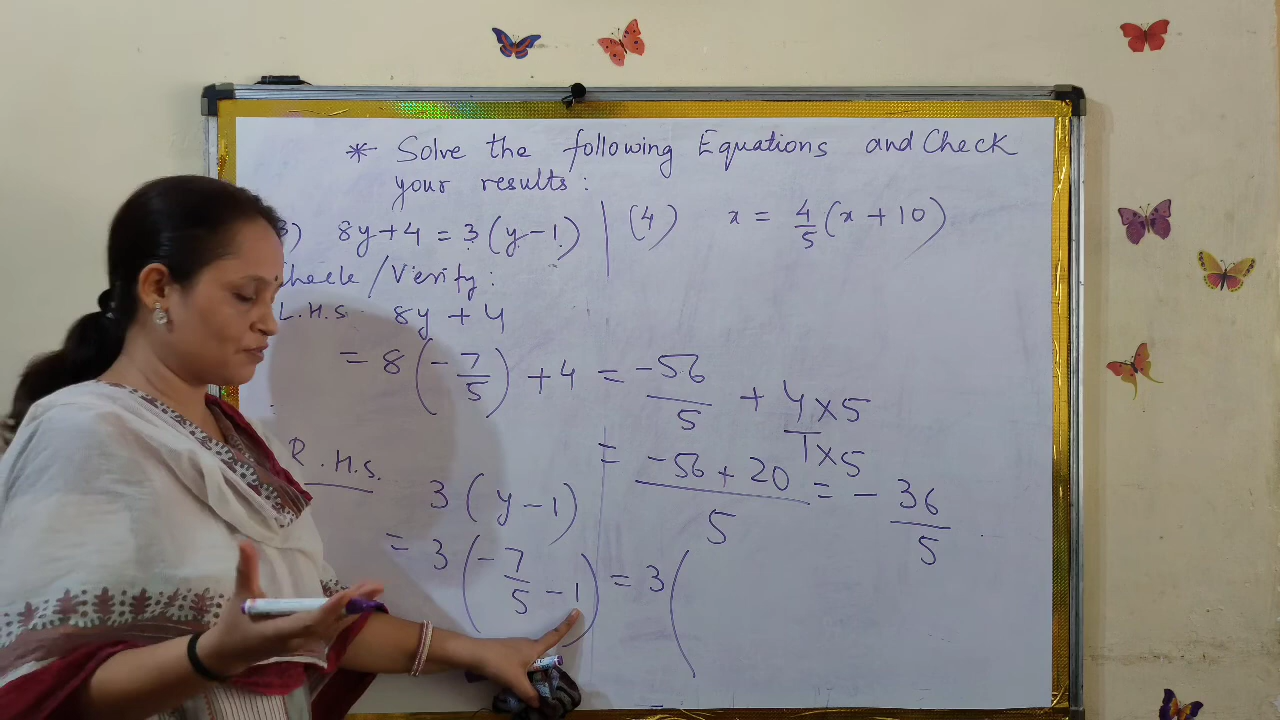 * Solve the following Equations and Check
your results :
3) 8y+4 = 3(y-1) | (4) x = 4/5 (x+10)
Check/Verify :
L.H.S. 8y + 4
= 8(-7/5) + 4 = -56/5 + 4×5/1×5
= -56+20/5 = -36/5
R.H.S.
3(y-1)
= 3(-7/5 -1) = 3(